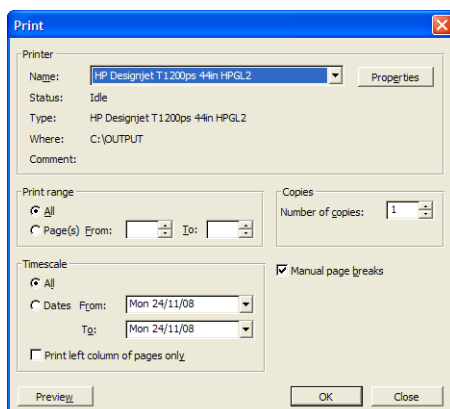 Print
Printer
Name: HP Designjet T1200ps 44in HPGL2 Properties
Status: Idle
Type: HP Designjet T1200ps 44in HPGL2
Where: C:\OUTPUT
Comment:
Print range
All
Page(s) From: To:
Copies
Number of copies: 1
Timescale
All
Dates From: Mon 24/11/08
To: Mon 24/11/08
Print left column of pages only
Manual page breaks
Preview OK Close